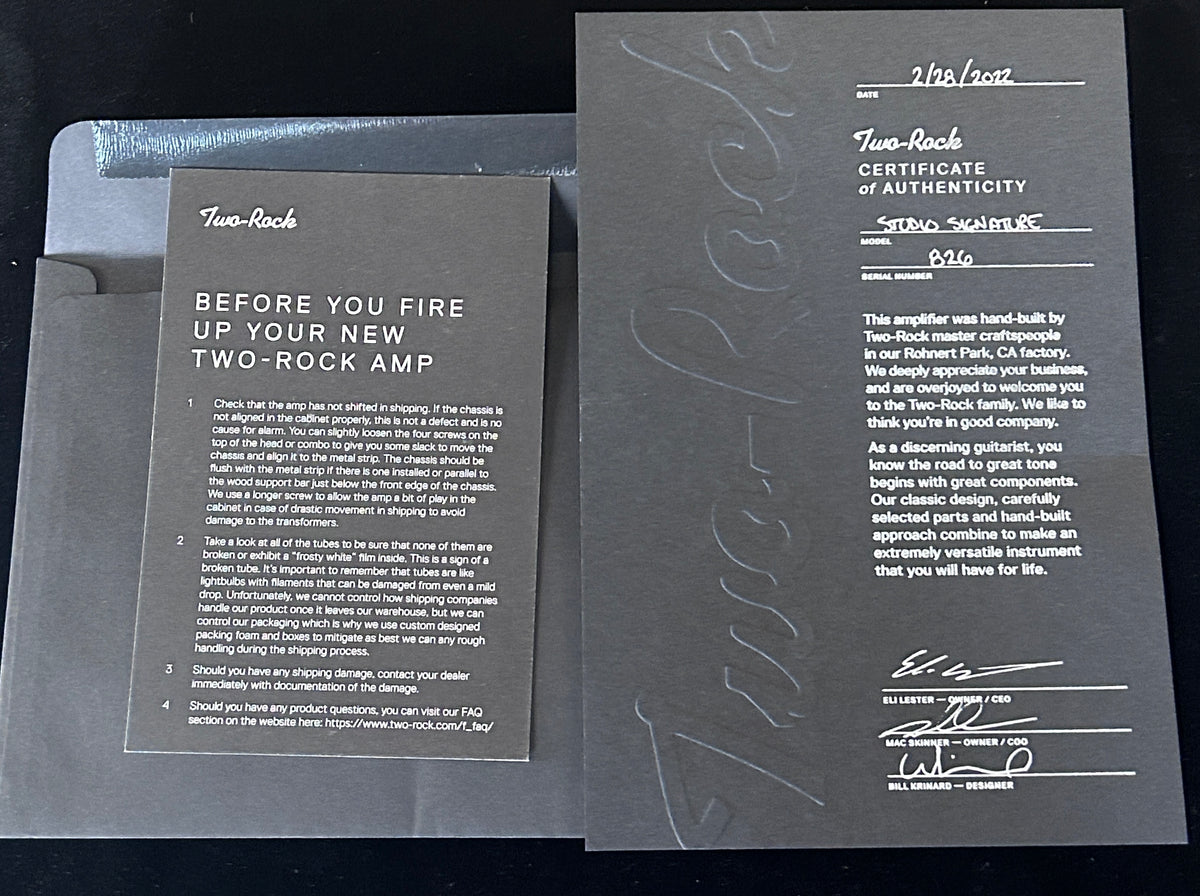 Two-Rock
BEFORE YOU FIRE
UP YOUR NEW
TWO-ROCK AMP
1 Check that the amp has not shifted in shipping. If the chassis is
not aligned in the cabinet properly, this is not a defect and is no
cause for alarm. You can slightly loosen the four screws on the
top of the head or combo to give you some slack to move the
chassis and align it to the metal strip. The chassis should be
flush with the metal strip if there is one installed or parallel to
the wood support bar just below the front edge of the chassis.
We use a longer screw to allow the amp a bit of play in the
cabinet in case of drastic movement in shipping to avoid
damage to the transformers.
2 Take a look at all of the tubes to be sure that none of them are
broken or exhibit a "frosty white" film inside. This is a sign of a
broken tube. It's important to remember that tubes are like
lightbulbs with filaments that can be damaged from even a mild
drop. Unfortunately, we cannot control how shipping companies
handle our product once it leaves our warehouse, but we can
control our packaging which is why we use custom designed
packing foam and boxes to mitigate as best we can any rough
handling during the shipping process.
3 Should you have any shipping damage, contact your dealer
immediately with documentation of the damage.
4 Should you have any product questions, you can visit our FAQ
section on the website here: https://www.two-rock.com/f_faq/
Two-Rock
2/28/2022
DATE
Two-Rock
CERTIFICATE
of AUTHENTICITY
STUDIO SIGNATURE
MODEL
826
SERIAL NUMBER
This amplifier was hand-built by
Two-Rock master craftspeople
in our Rohnert Park, CA factory.
We deeply appreciate your business,
and are overjoyed to welcome you
to the Two-Rock family. We like to
think you're in good company.
As a discerning guitarist, you
know the road to great tone
begins with great components.
Our classic design, carefully
selected parts and hand-built
approach combine to make an
extremely versatile instrument
that you will have for life.
ELI LESTER — OWNER / CEO
MAC SKINNER — OWNER / COO
BILL KRINARD — DESIGNER